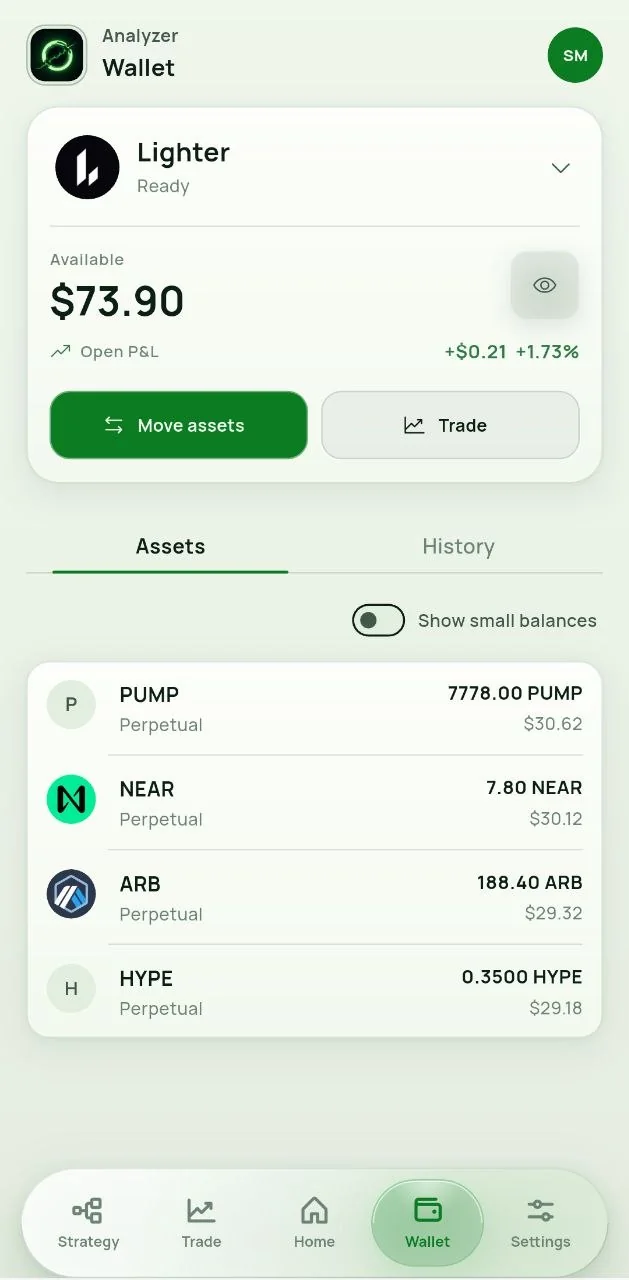 Analyzer
Wallet
SM
Lighter
Ready
Available
$73.90
Open P&L
+$0.21 +1.73%
Move assets
Trade
Assets
History
Show small balances
P
PUMP
7778.00 PUMP
Perpetual
$30.62
NEAR
7.80 NEAR
Perpetual
$30.12
ARB
188.40 ARB
Perpetual
$29.32
H
HYPE
0.3500 HYPE
Perpetual
$29.18
Strategy
Trade
Home
Wallet
Settings